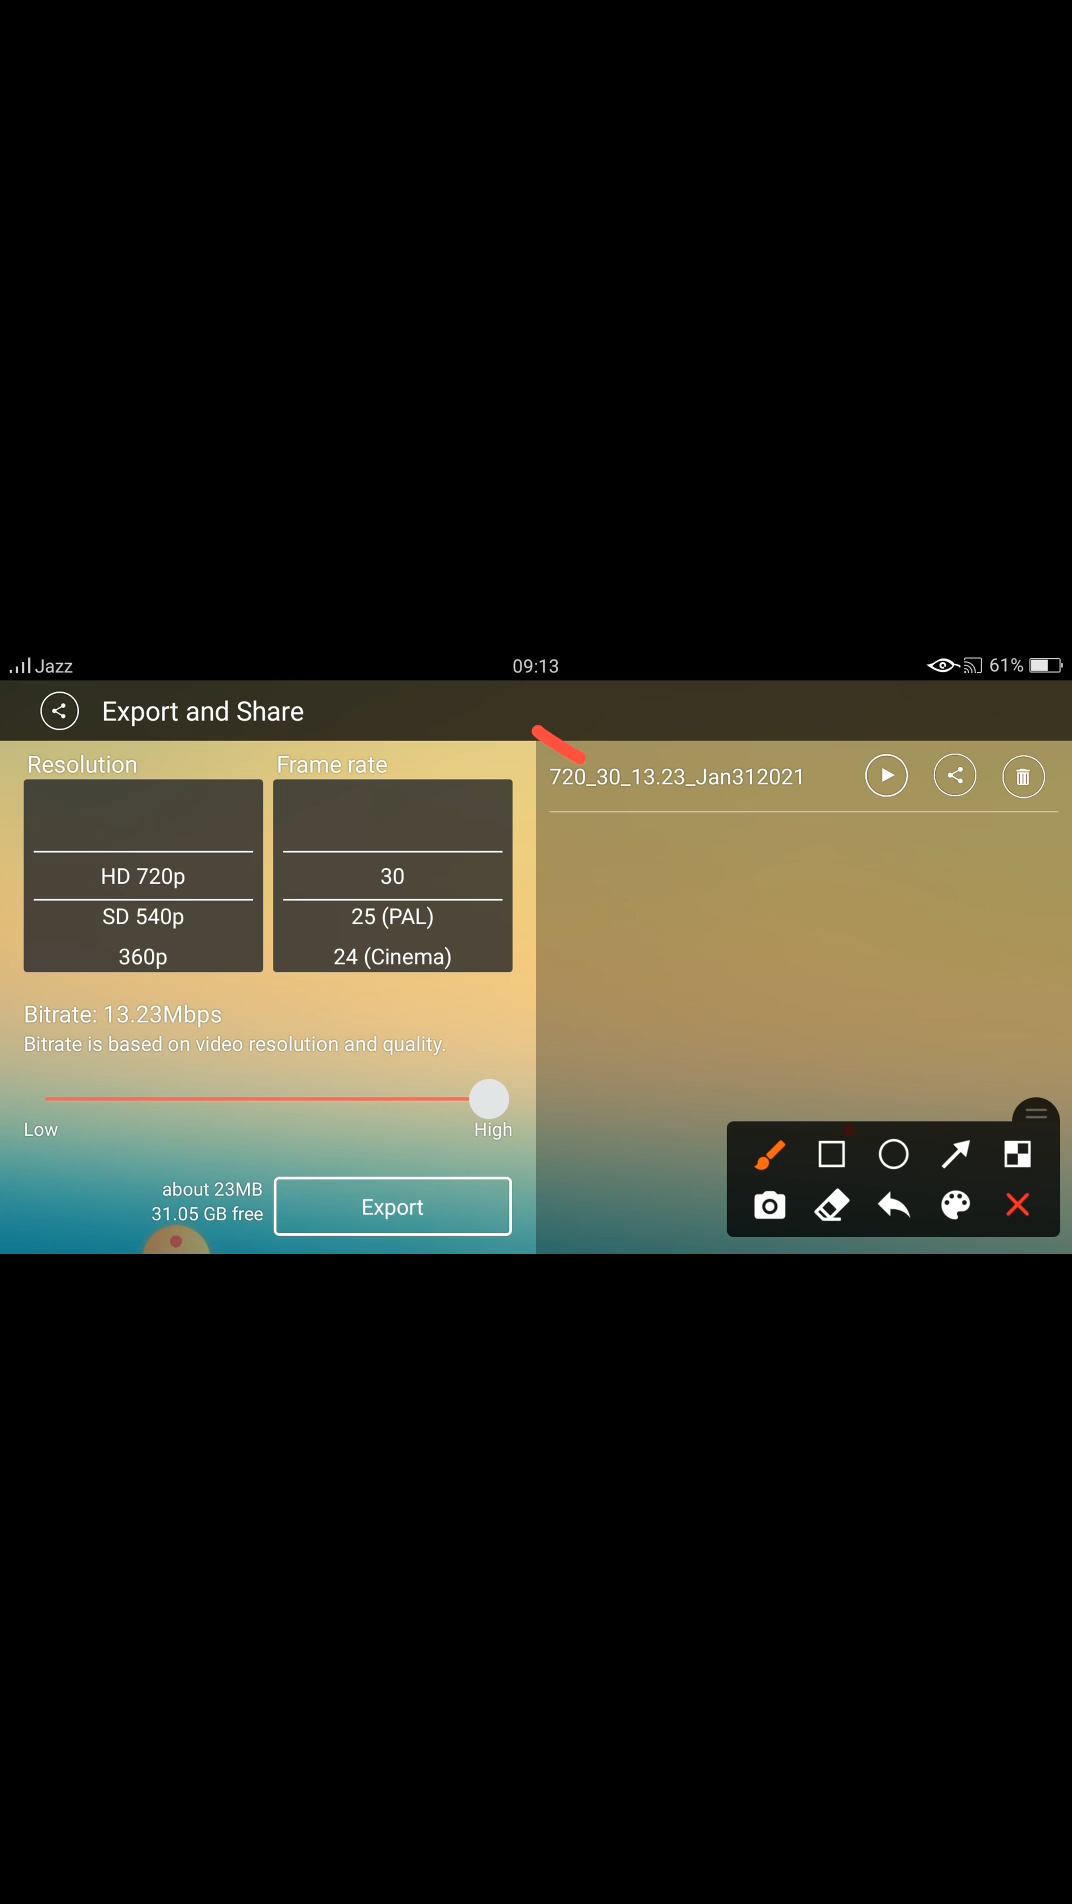 Jazz
09:13
61%
Export and Share
Resolution
Frame rate
HD 720p
SD 540p
360p
30
25 (PAL)
24 (Cinema)
720_30_13.23_Jan312021
Bitrate: 13.23Mbps
Bitrate is based on video resolution and quality.
Low
High
about 23MB
31.05 GB free
Export